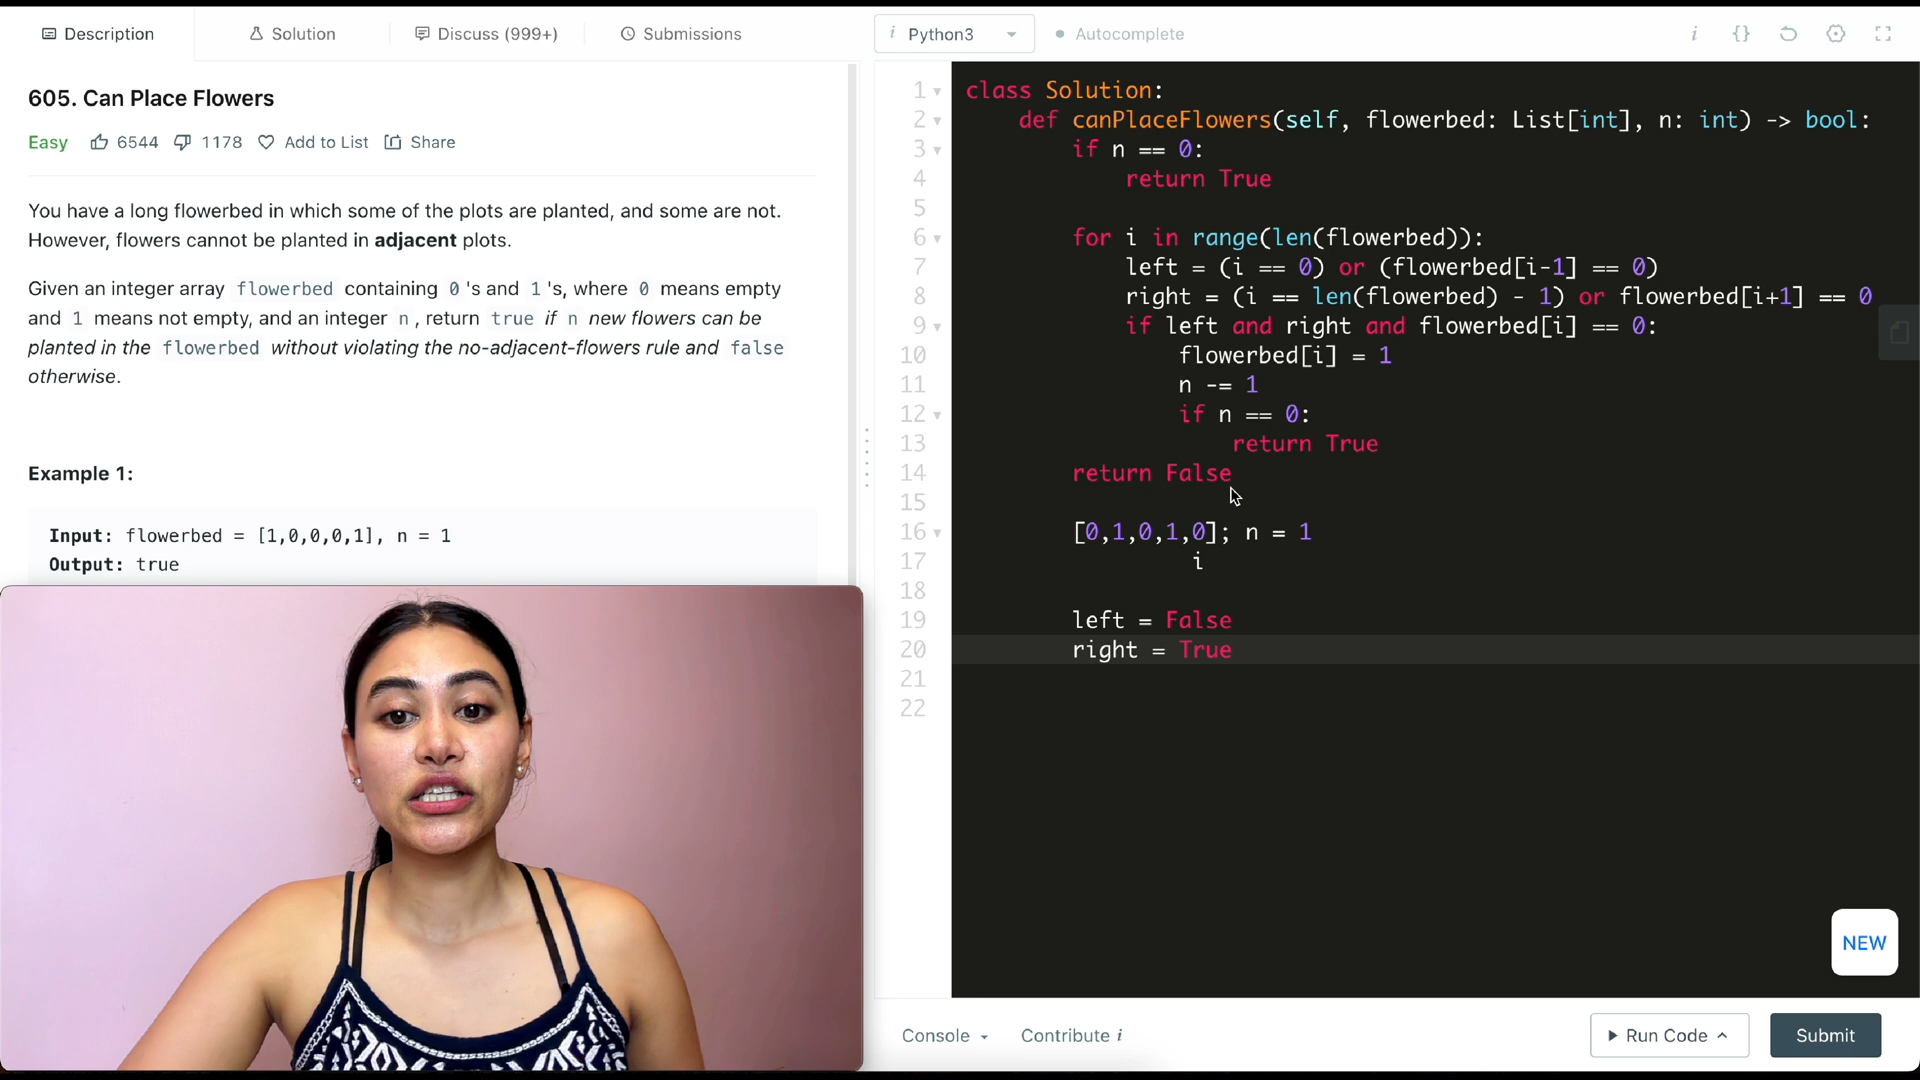 Description
Solution
Discuss (999+)
Submissions
605. Can Place Flowers
Easy 6544 1178 Add to List Share
You have a long flowerbed in which some of the plots are planted, and some are not.
However, flowers cannot be planted in adjacent plots.
Given an integer array flowerbed containing 0 's and 1 's, where 0 means empty
and 1 means not empty, and an integer n, return true if n new flowers can be
planted in the flowerbed without violating the no-adjacent-flowers rule and false
otherwise.
Example 1:
Input: flowerbed = [1,0,0,0,1], n = 1
Output: true
i Python3
Autocomplete
i {}
1 class Solution:
2 def canPlaceFlowers(self, flowerbed: List[int], n: int) -> bool:
3 if n == 0:
4 return True
5
6 for i in range(len(flowerbed)):
7 left = (i == 0) or (flowerbed[i-1] == 0)
8 right = (i == len(flowerbed) - 1) or flowerbed[i+1] == 0
9 if left and right and flowerbed[i] == 0:
10 flowerbed[i] = 1
11 n -= 1
12 if n == 0:
13 return True
14 return False
15
16 [0,1,0,1,0]; n = 1
17 i
18
19 left = False
20 right = True
21
22
NEW
Console
Contribute i
Run Code
Submit